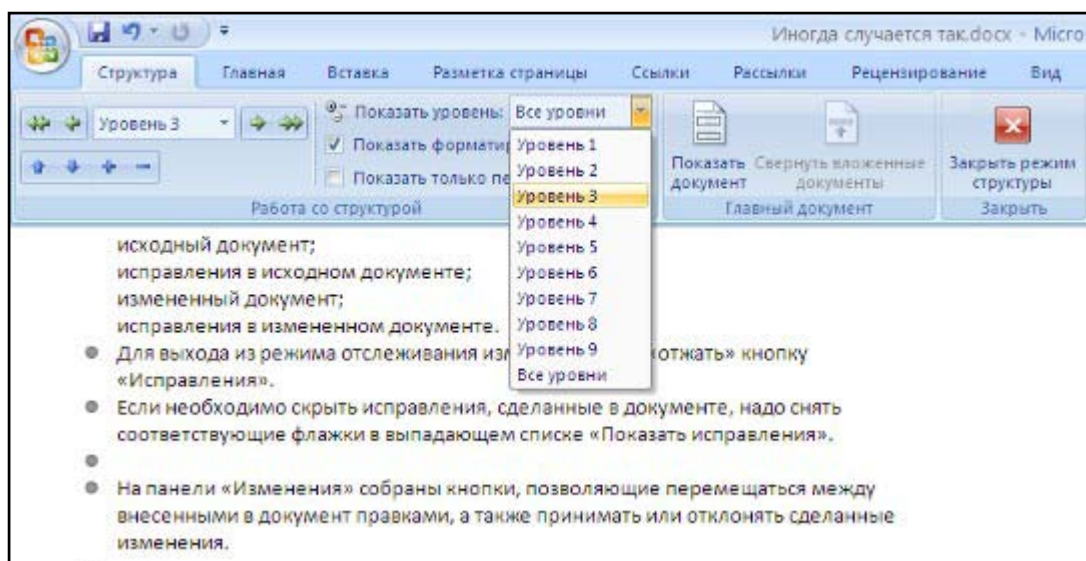 Иногда случается так.docx - Micro
Структура Главная Вставка Разметка страницы Ссылки Рассылки Рецензирование Вид
Уровень 3
Показать уровень: Все уровни
Показать формати
Показать только пе
Работа со структурой
Уровень 1
Уровень 2
Уровень 3
Уровень 4
Уровень 5
Уровень 6
Уровень 7
Уровень 8
Уровень 9
Все уровни
Показать документ
Свернуть вложенные документы
Главный документ
Закрыть режим структуры
Закрыть
исходный документ;
исправления в исходном документе;
измененный документ;
исправления в измененном документе.
Для выхода из режима отслеживания из «отжать» кнопку
«Исправления».
Если необходимо скрыть исправления, сделанные в документе, надо снять
соответствующие флажки в выпадающем списке «Показать исправления».
На панели «Изменения» собраны кнопки, позволяющие перемещаться между
внесенными в документ правками, а также принимать или отклонять сделанные
изменения.